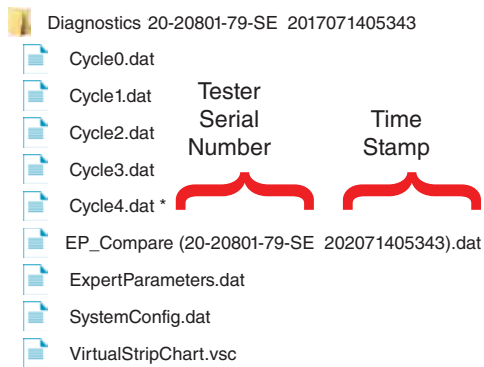 Diagnostics 20-20801-79-SE 2017071405343
Cycle0.dat
Cycle1.dat
Cycle2.dat
Cycle3.dat
Cycle4.dat *
Tester
Serial
Number
Time
Stamp
EP_Compare (20-20801-79-SE 202071405343).dat
ExpertParameters.dat
SystemConfig.dat
VirtualStripChart.vsc